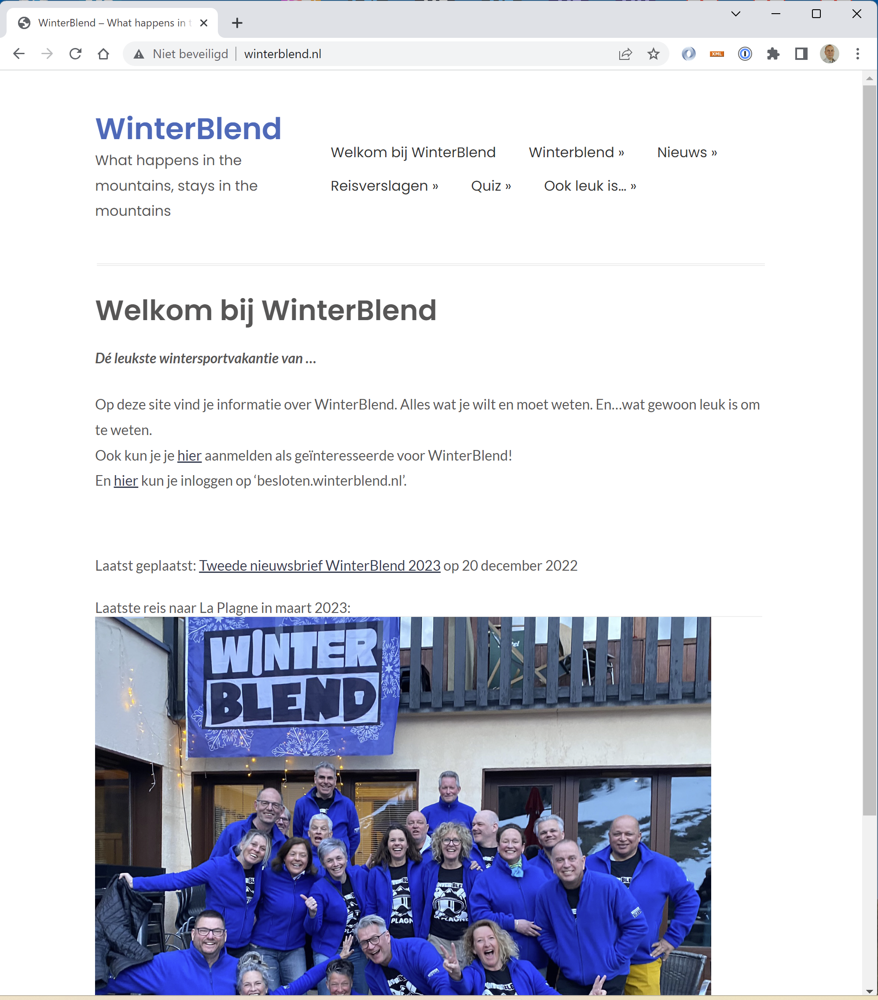 WinterBlend – What happens in t
Niet beveiligd
winterblend.nl
XML
WinterBlend
What happens in the
mountains, stays in the
mountains
Welkom bij WinterBlend
Winterblend »
Nieuws »
Reisverslagen »
Quiz »
Ook leuk is... »
Welkom bij WinterBlend
Dé leukste wintersportvakantie van …
Op deze site vind je informatie over WinterBlend. Alles wat je wilt en moet weten. En…wat gewoon leuk is om
te weten.
Ook kun je je hier aanmelden als geïnteresseerde voor WinterBlend!
En hier kun je inloggen op ‘besloten.winterblend.nl’.
Laatst geplaatst: Tweede nieuwsbrief WinterBlend 2023 op 20 december 2022
Laatste reis naar La Plagne in maart 2023:
WINTER
BLEND